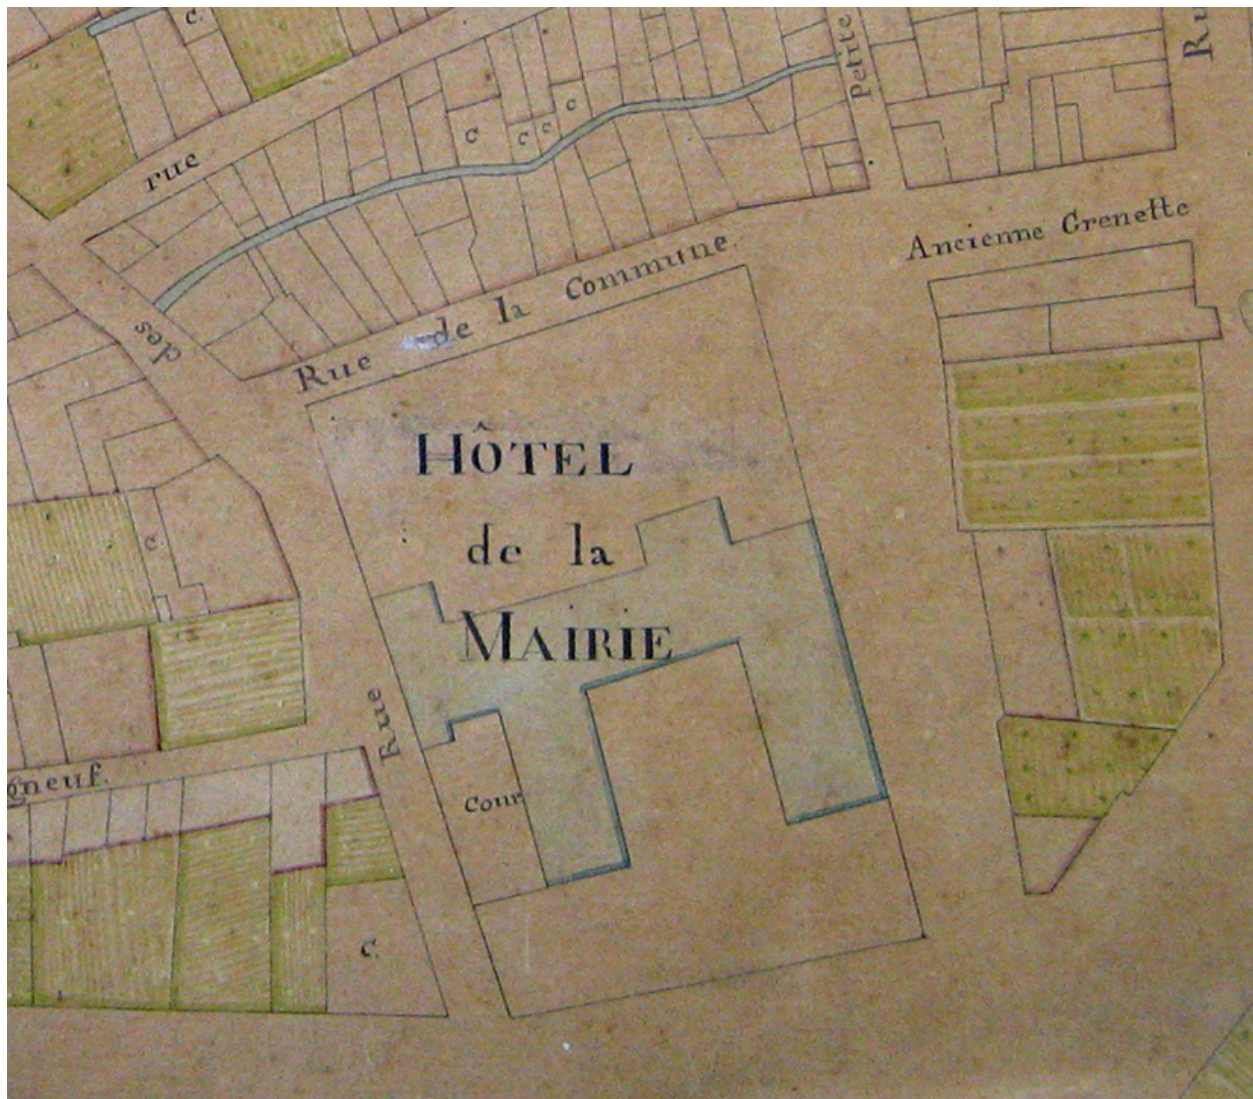 c.
Petite
Ru
c
c
c
c
rue
Ancienne Grenette
Rue de la Commune.
des
HÔTEL
de la
MAIRIE
c
Rue
gneuf.
Cour
c.